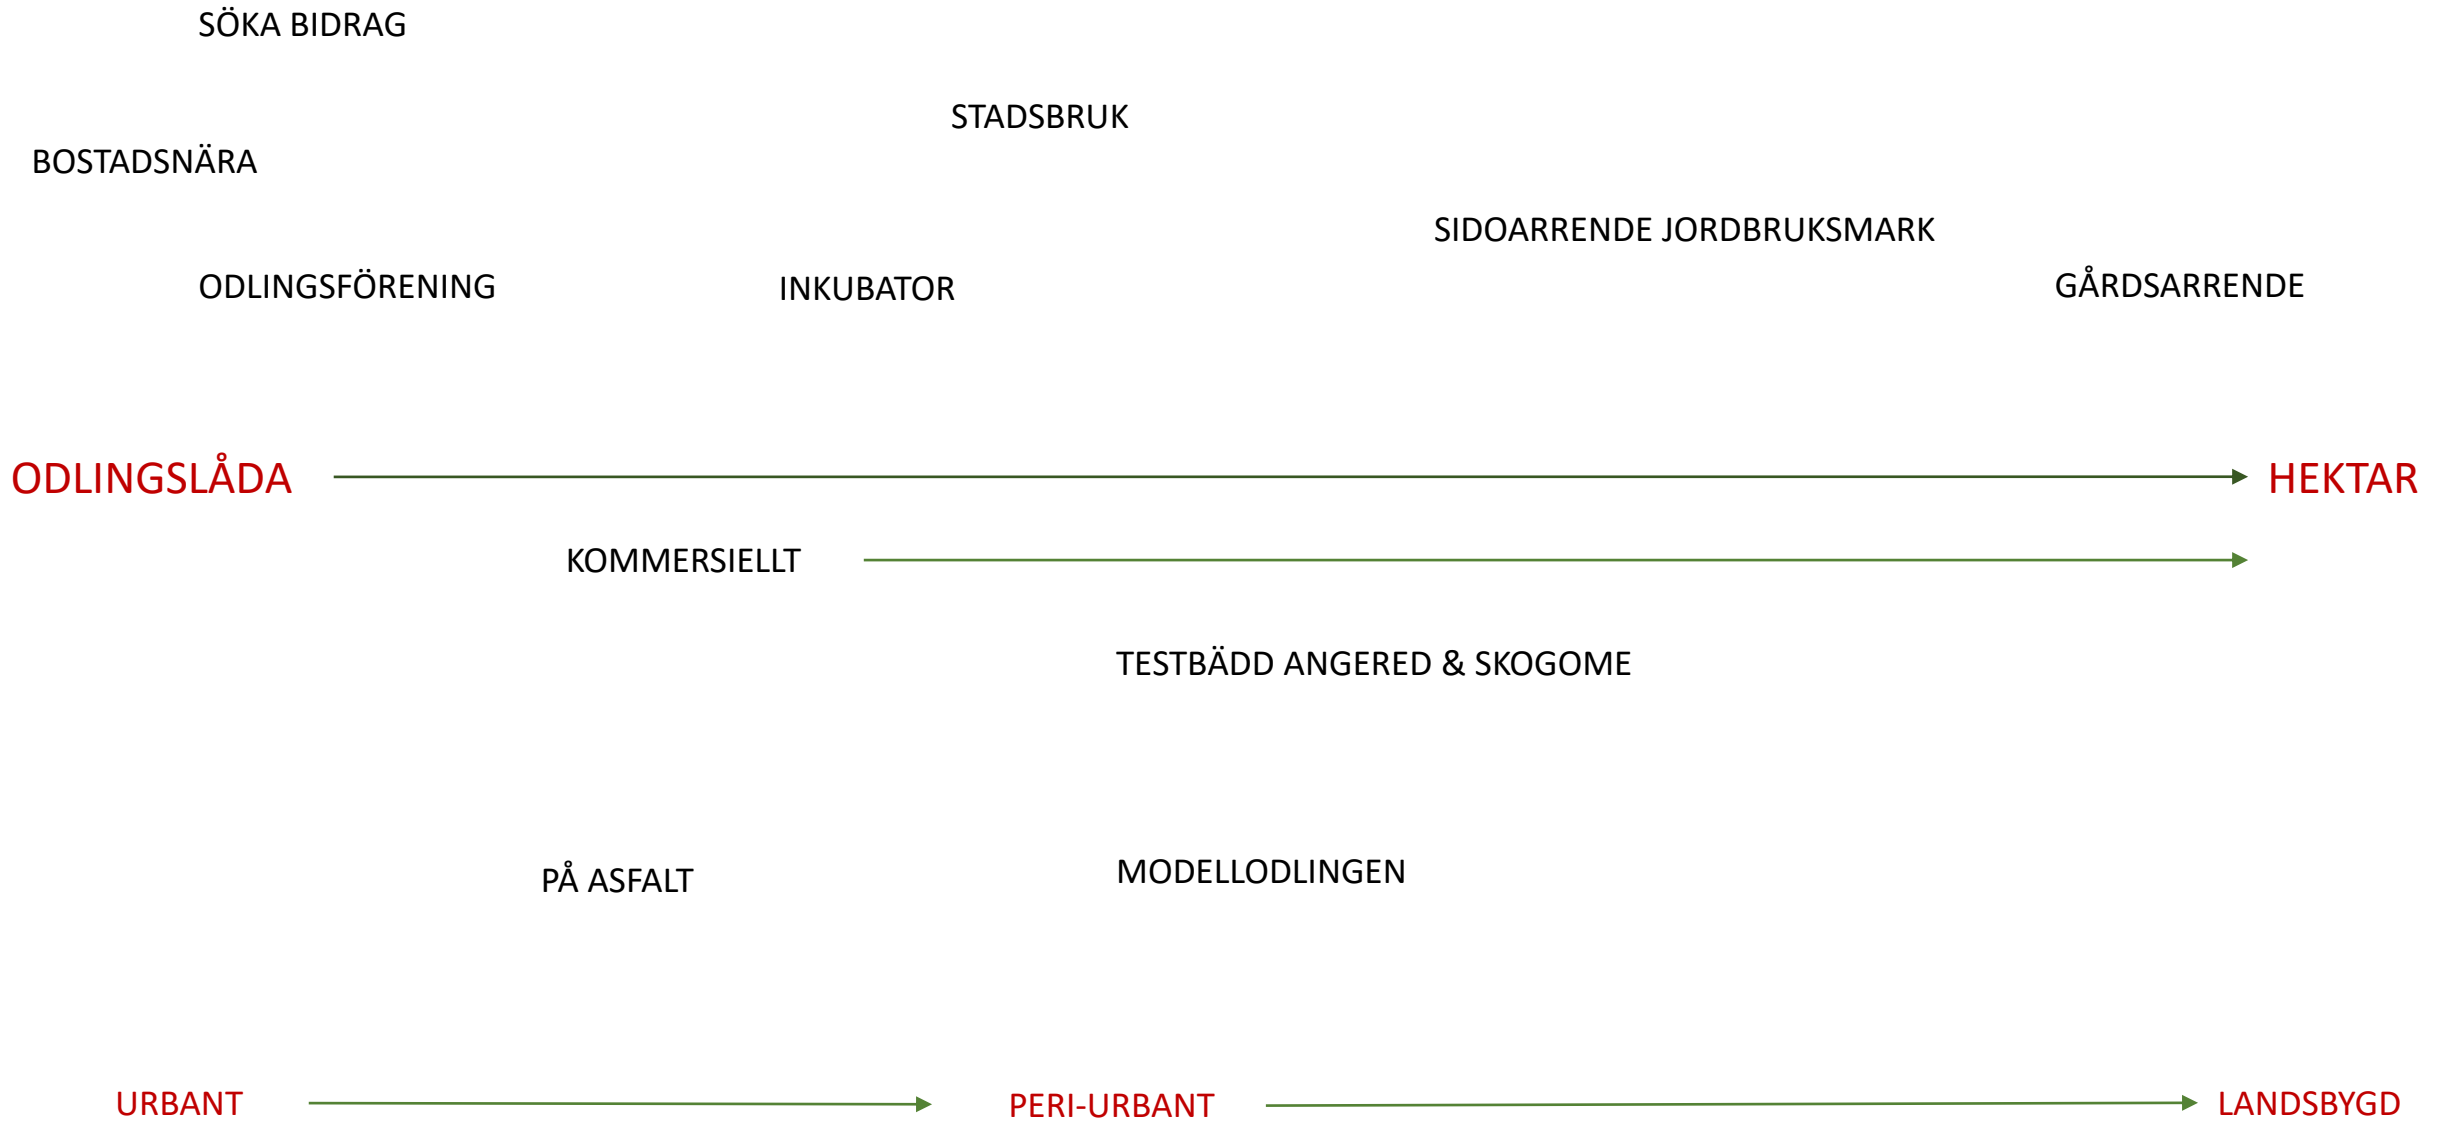 SÖKA BIDRAG
STADSBRUK
BOSTADSNÄRA
SIDOARRENDE JORDBRUKSMARK
ODLINGSFÖRENING
INKUBATOR
GÅRDSARRENDE
ODLINGSLÅDA
HEKTAR
KOMMERSIELLT
TESTBÄDD ANGERED & SKOGOME
PÅ ASFALT
MODELLODLINGEN
URBANT
PERI-URBANT
LANDSBYGD